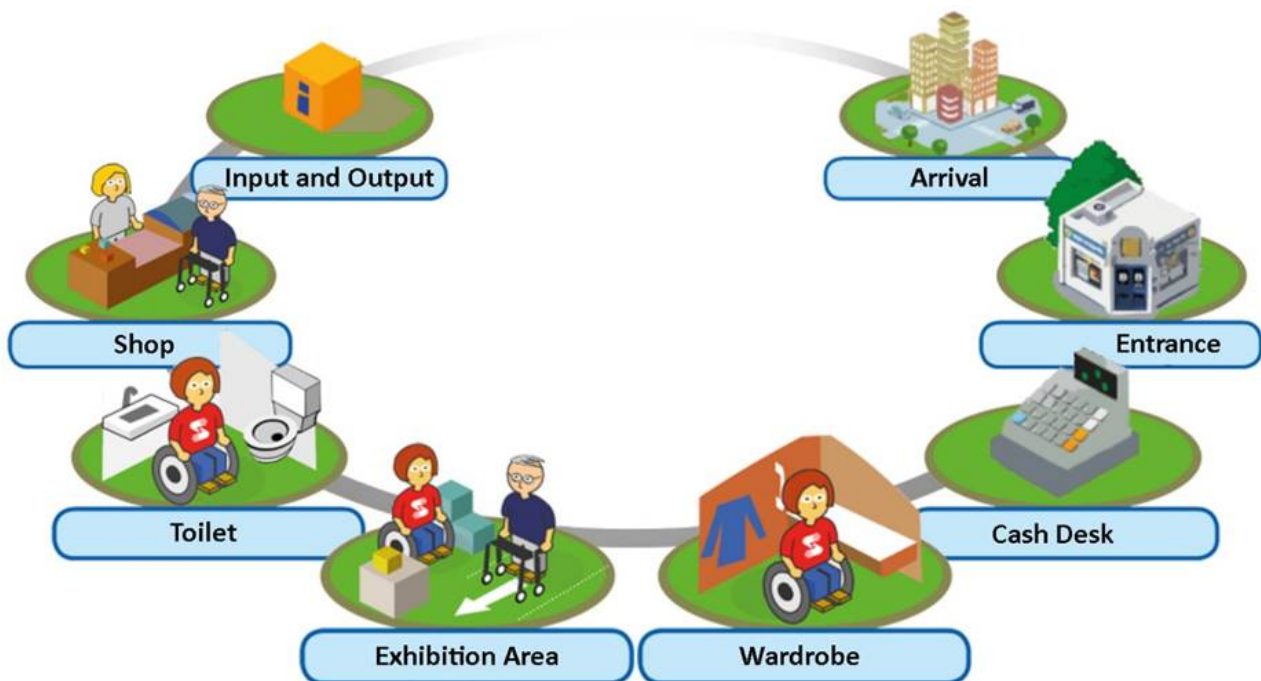 Input and Output
Arrival
Shop
Entrance
Toilet
Cash Desk
Exhibition Area
Wardrobe